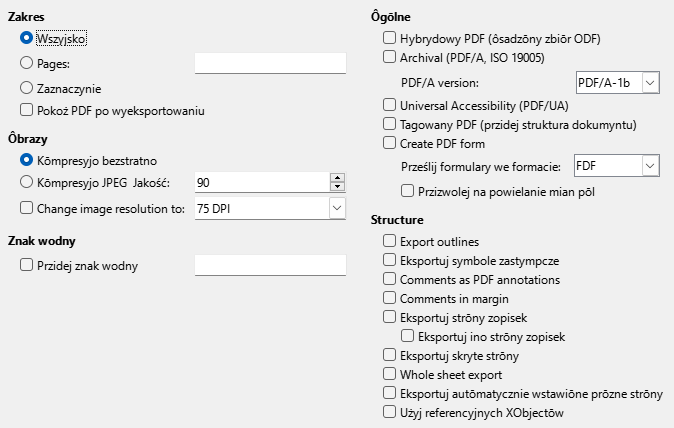 Zakres
Wszyjsko
Pages:
Zaznaczynie
Pokoż PDF po wyeksportowaniu
Ôbrazy
Kōmpresyjo bezstratno
Kōmpresyjo JPEG Jakość: 90
Change image resolution to: 75 DPI
Znak wodny
Przidej znak wodny
Ôgōlne
Hybrydowy PDF (ôsadzōny zbiōr ODF)
Archival (PDF/A, ISO 19005)
PDF/A version: PDF/A-1b
Universal Accessibility (PDF/UA)
Tagowany PDF (przidej struktura dokumyntu)
Create PDF form
Prześlij formulary we formacie: FDF
Przizwolej na powielanie mian pōl
Structure
Export outlines
Eksportuj symbole zastympcze
Comments as PDF annotations
Comments in margin
Eksportuj strōny zopisek
Eksportuj ino strōny zopisek
Eksportuj skryte strōny
Whole sheet export
Eksportuj autōmatycznie wstawiōne prōzne strōny
Użyj referencyjnych XObjectōw